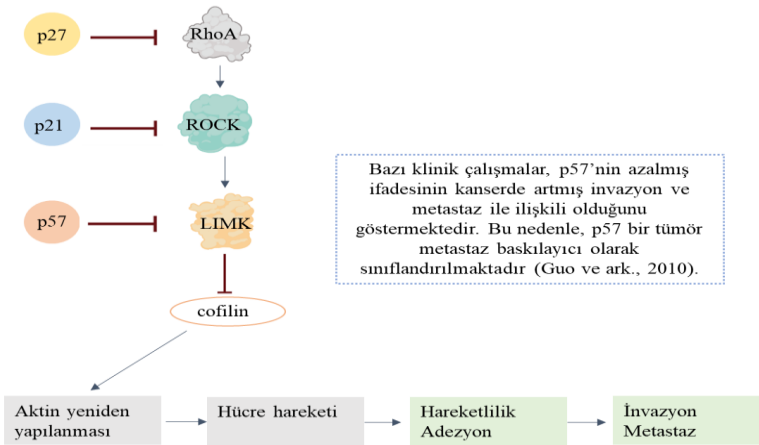 p27
RhoA
p21
ROCK
p57
LIMK
cofilin
Bazı klinik çalışmalar, p57’nin azalmış
ifadesinin kanserde artmış invazyon ve
metastaz ile ilişkili olduğunu
göstermektedir. Bu nedenle, p57 bir tümör
metastaz baskılayıcı olarak
sınıflandırılmaktadır (Guo ve ark., 2010).
Aktin yeniden
yapılanması
Hücre hareketi
Hareketlilik
Adezyon
İnvazyon
Metastaz